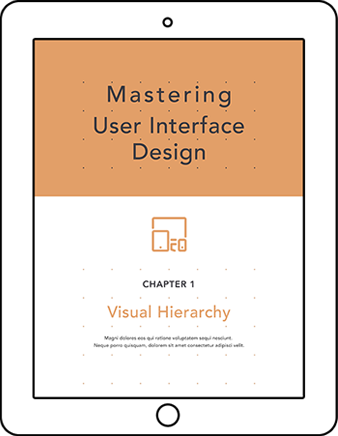 Mastering
User Interface
Design
CHAPTER 1
Visual Hierarchy
Magni dolores eos qui ratione voluptatem sequi nesciunt.
Neque porro quisquam, dolorem sit amet consectetur adipisci velit.